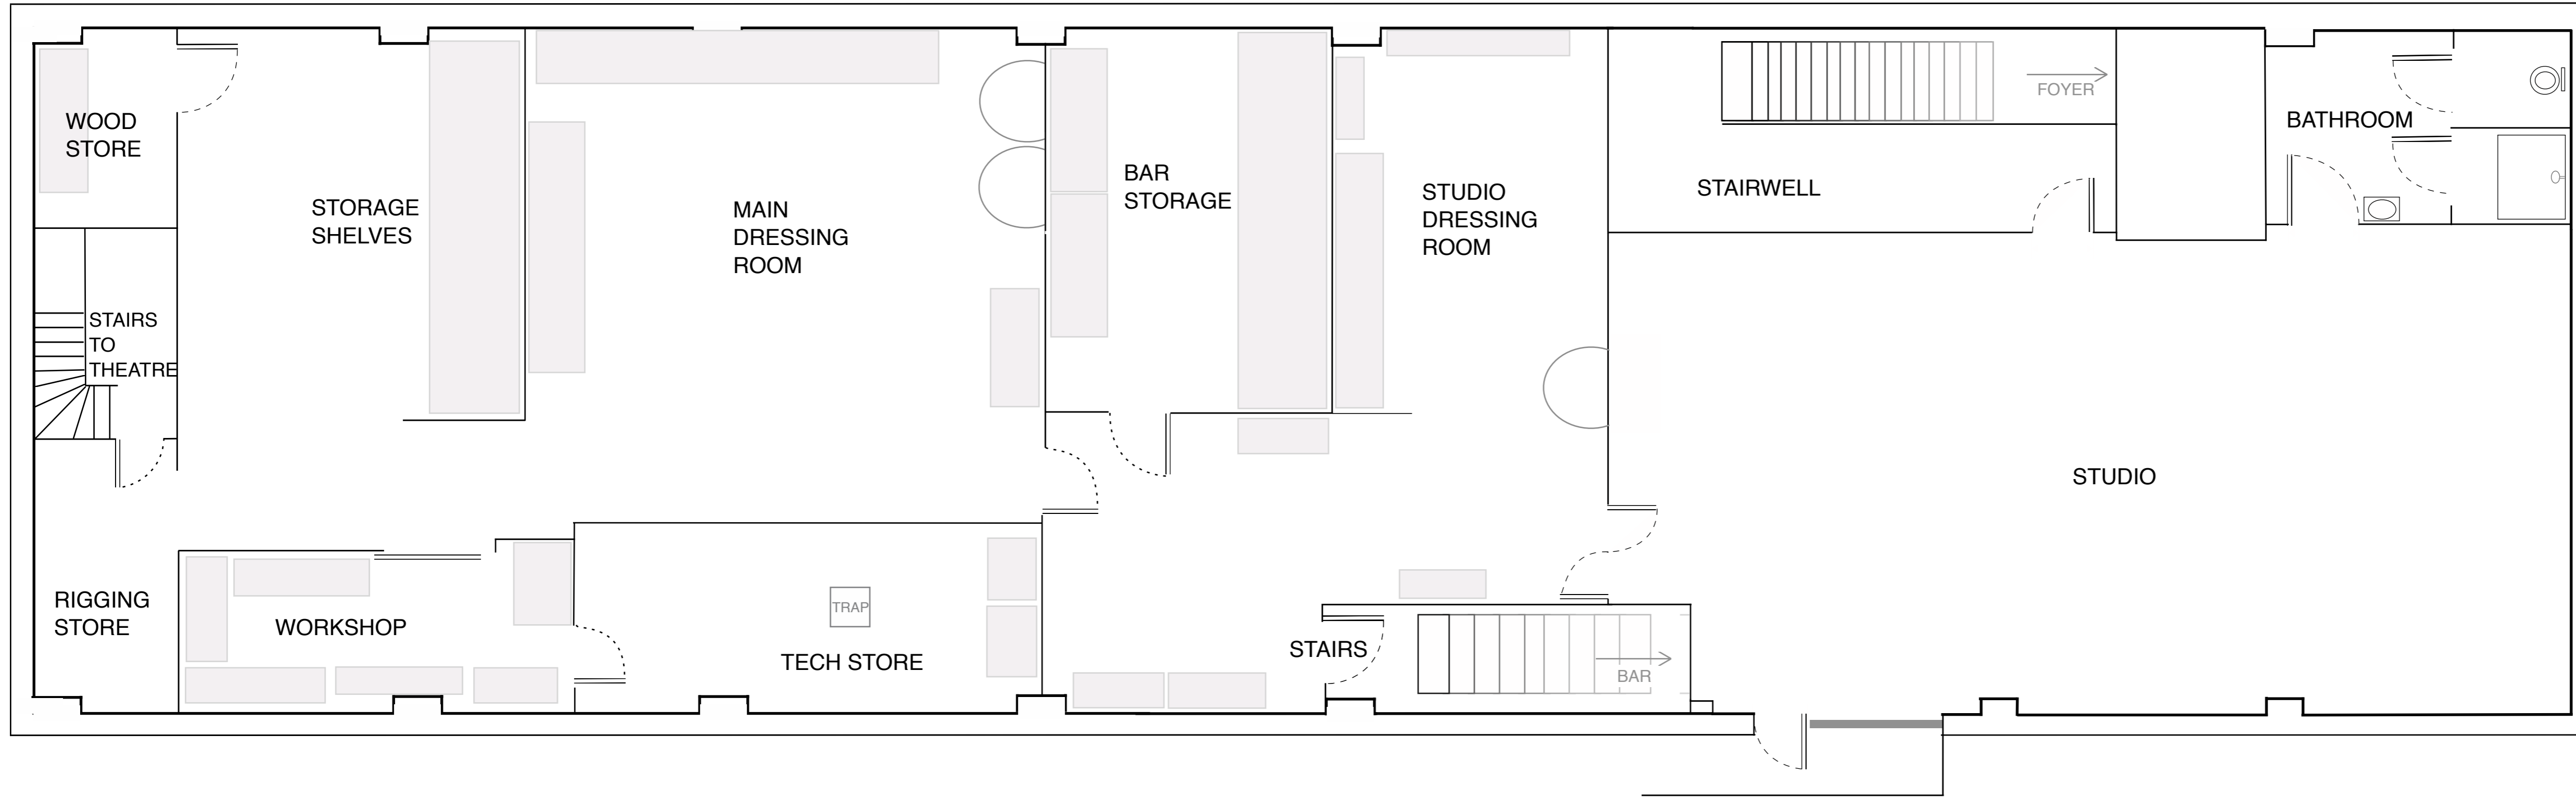 WOOD
STORE
STORAGE
SHELVES
MAIN
DRESSING
ROOM
BAR
STORAGE
STUDIO
DRESSING
ROOM
FOYER
STAIRWELL
BATHROOM
STAIRS
TO
THEATRE
STUDIO
RIGGING
STORE
WORKSHOP
TRAP
TECH STORE
STAIRS
BAR